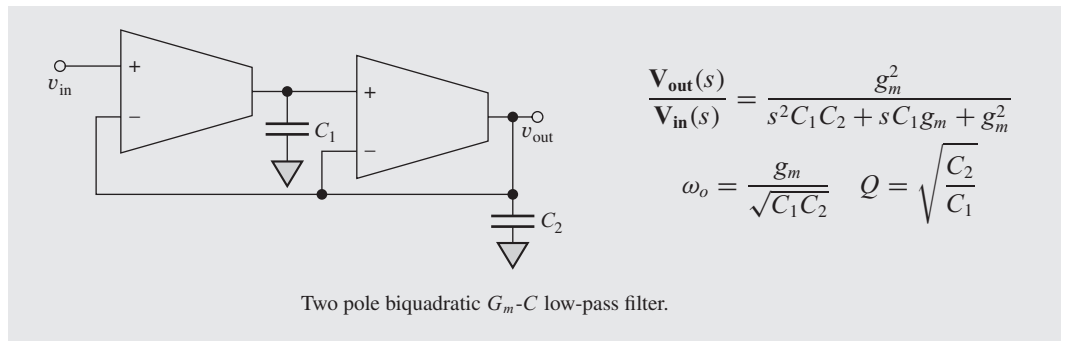 +
v_in
−
C_1
+
−
v_out
C_2
V_out(s) / V_in(s) = g_m^2 / (s^2 C_1 C_2 + s C_1 g_m + g_m^2)
ω_o = g_m / √(C_1 C_2)   Q = √(C_2 / C_1)
Two pole biquadratic G_m-C low-pass filter.